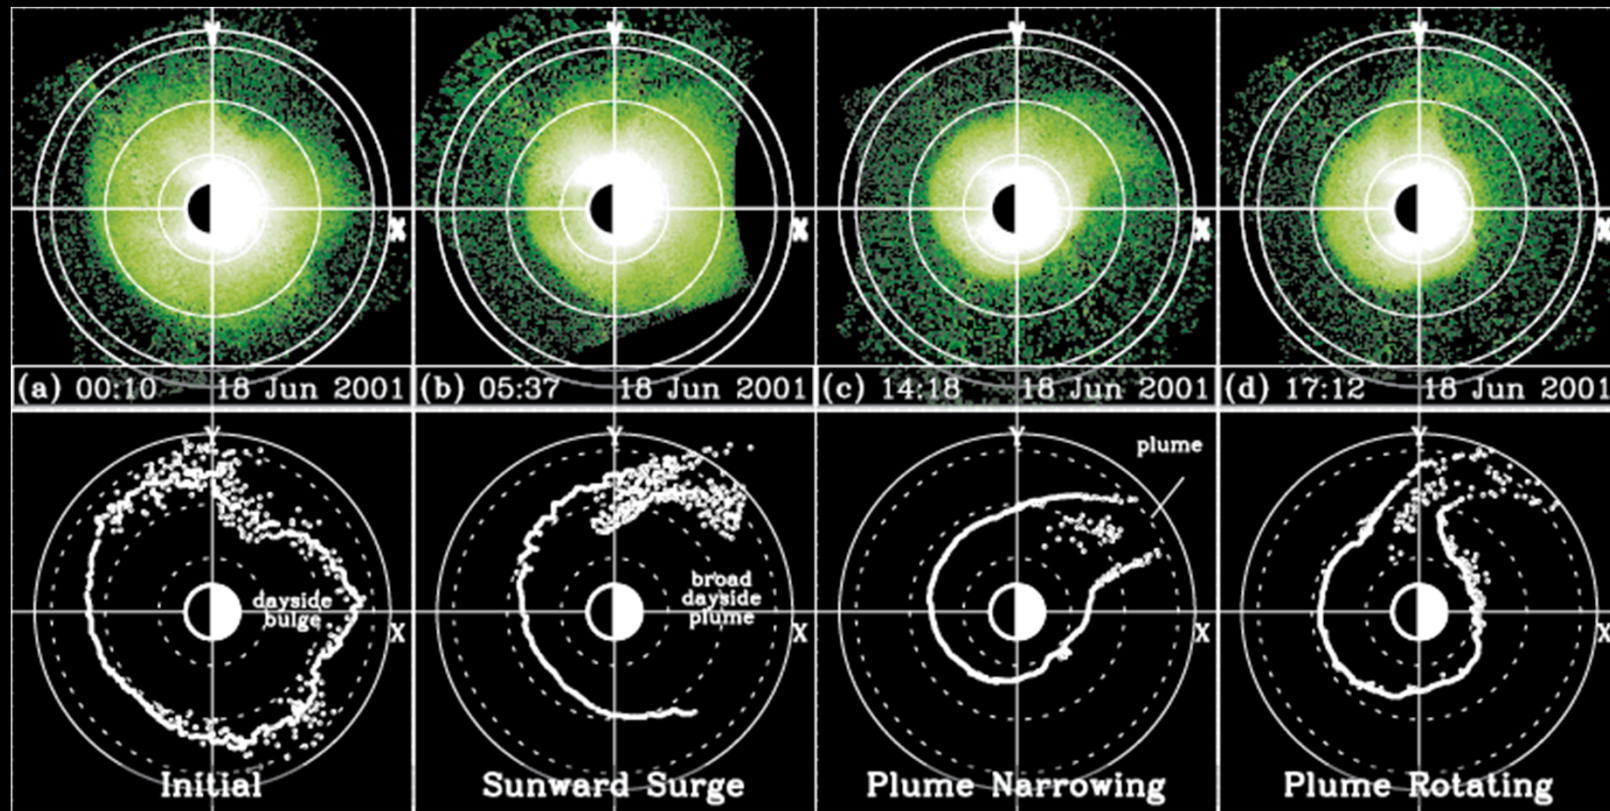 Y
Y
Y
Y
X
X
X
X
(a) 00:10 18 Jun 2001
(b) 05:37 18 Jun 2001
(c) 14:18 18 Jun 2001
(d) 17:12 18 Jun 2001
Y
Y
Y
Y
plume
dayside
bulge
broad
dayside
plume
X
X
X
X
Initial
Sunward Surge
Plume Narrowing
Plume Rotating